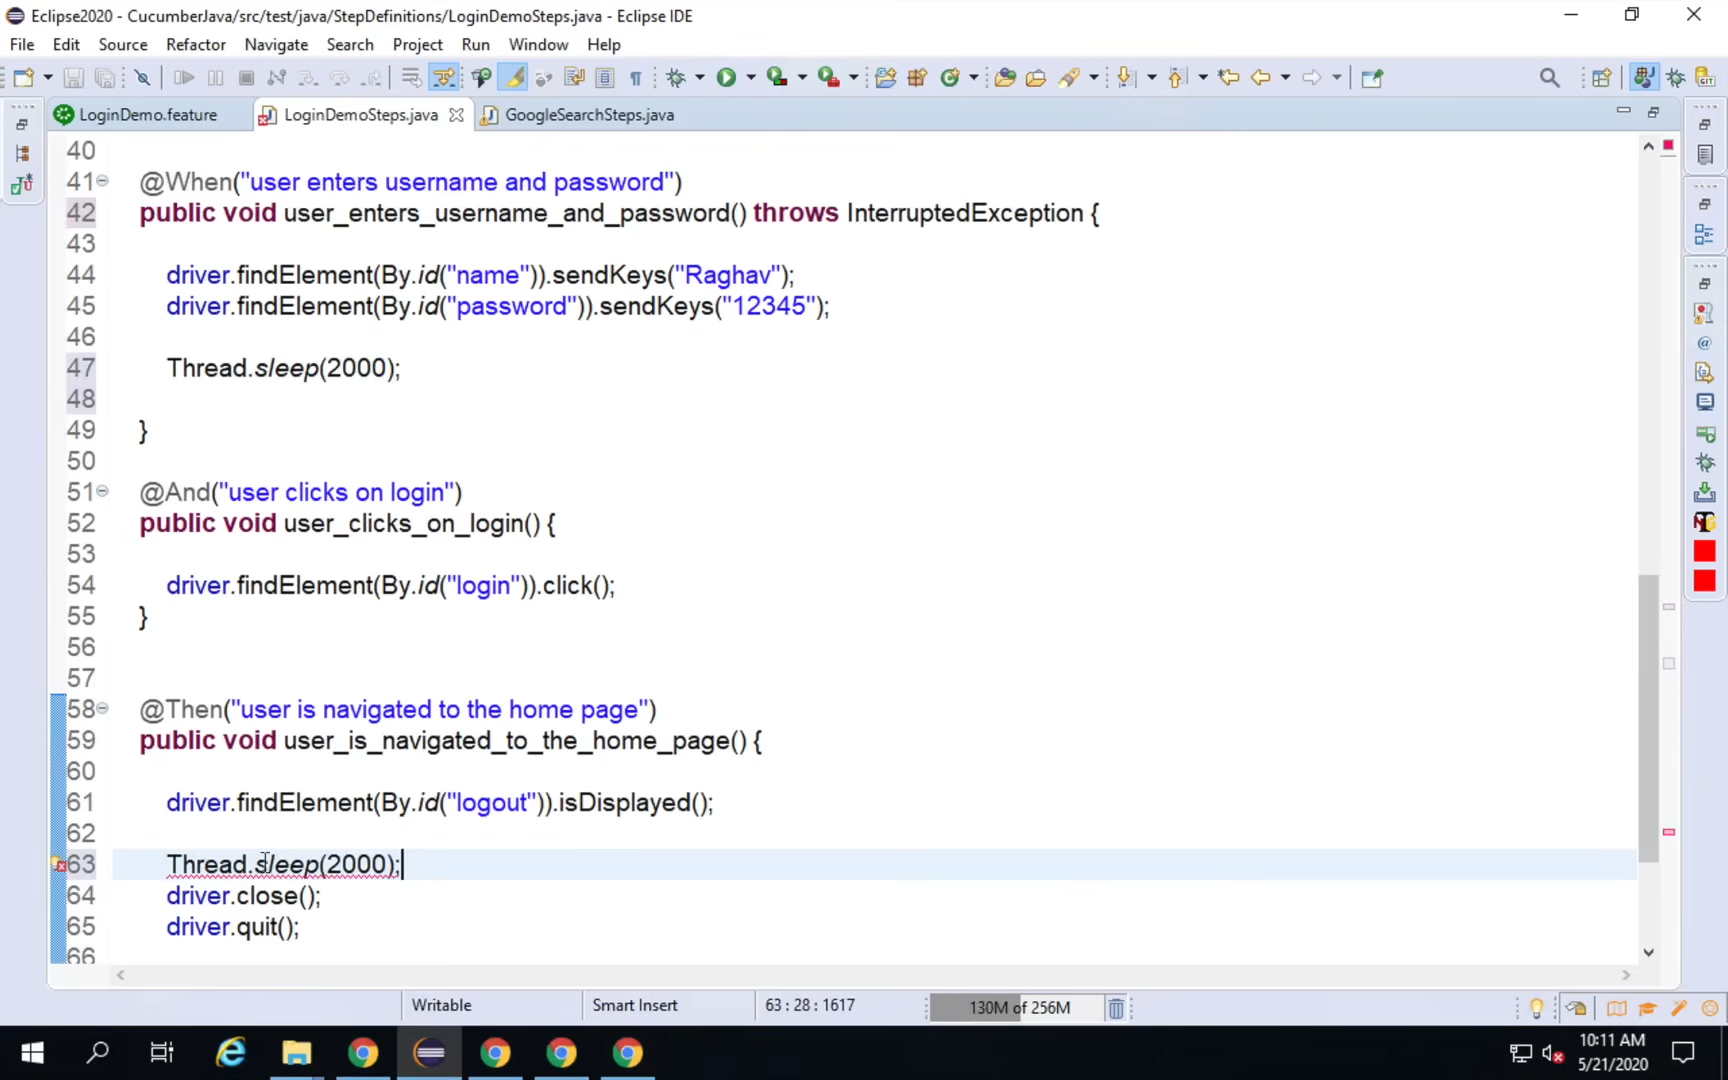 Eclipse2020 - CucumberJava/src/test/java/StepDefinitions/LoginDemoSteps.java - Eclipse IDE
File Edit Source Refactor Navigate Search Project Run Window Help
LoginDemo.feature LoginDemoSteps.java GoogleSearchSteps.java
40
41 @When("user enters username and password")
42 public void user_enters_username_and_password() throws InterruptedException {
43
44 driver.findElement(By.id("name")).sendKeys("Raghav");
45 driver.findElement(By.id("password")).sendKeys("12345");
46
47 Thread.sleep(2000);
48
49 }
50
51 @And("user clicks on login")
52 public void user_clicks_on_login() {
53
54 driver.findElement(By.id("login")).click();
55 }
56
57
58 @Then("user is navigated to the home page")
59 public void user_is_navigated_to_the_home_page() {
60
61 driver.findElement(By.id("logout")).isDisplayed();
62
63 Thread.sleep(2000);
64 driver.close();
65 driver.quit();
66
Writable Smart Insert 63 : 28 : 1617 130M of 256M
10:11 AM
5/21/2020